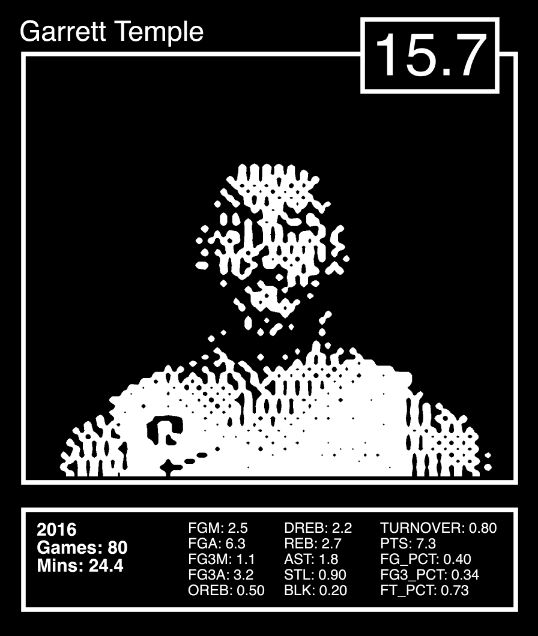 Garrett Temple
15.7
2016
Games: 80
Mins: 24.4
FGM: 2.5
FGA: 6.3
FG3M: 1.1
FG3A: 3.2
OREB: 0.50
DREB: 2.2
REB: 2.7
AST: 1.8
STL: 0.90
BLK: 0.20
TURNOVER: 0.80
PTS: 7.3
FG_PCT: 0.40
FG3_PCT: 0.34
FT_PCT: 0.73